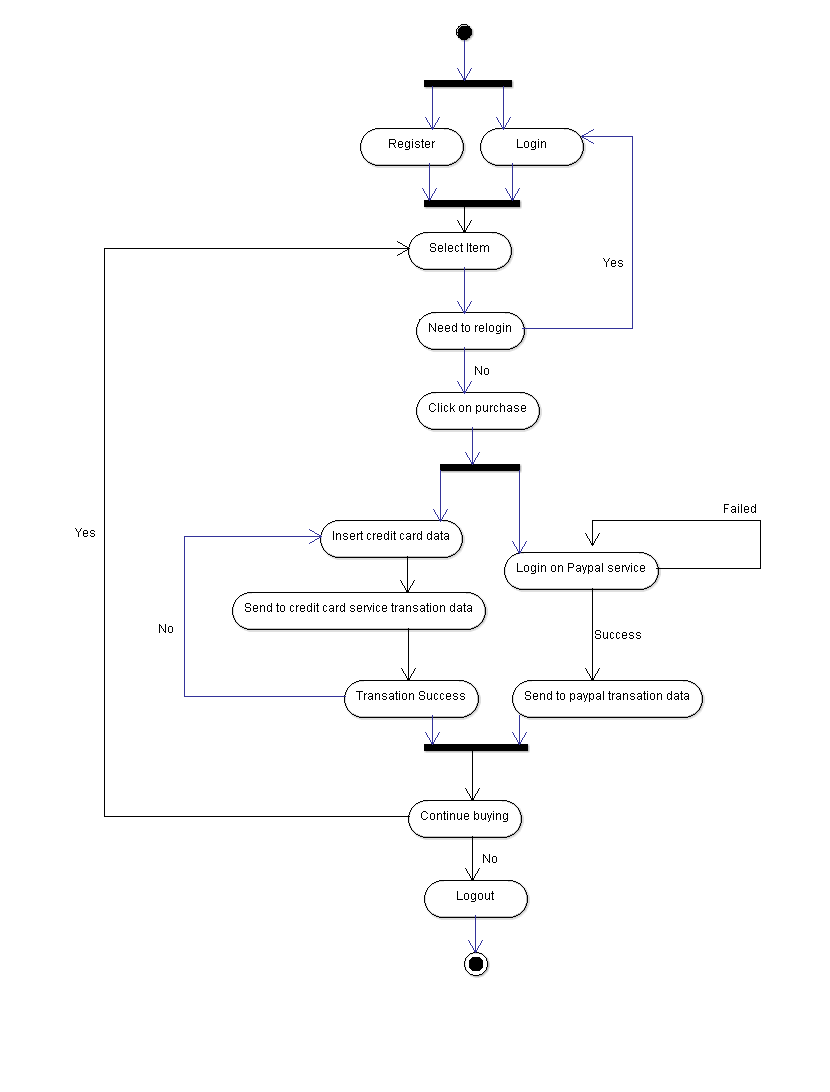 Register
Login
Select Item
Yes
Need to relogin
No
Click on purchase
Failed
Yes
Insert credit card data
Login on Paypal service
Send to credit card service transation data
No
Success
Transation Success
Send to paypal transation data
Continue buying
No
Logout